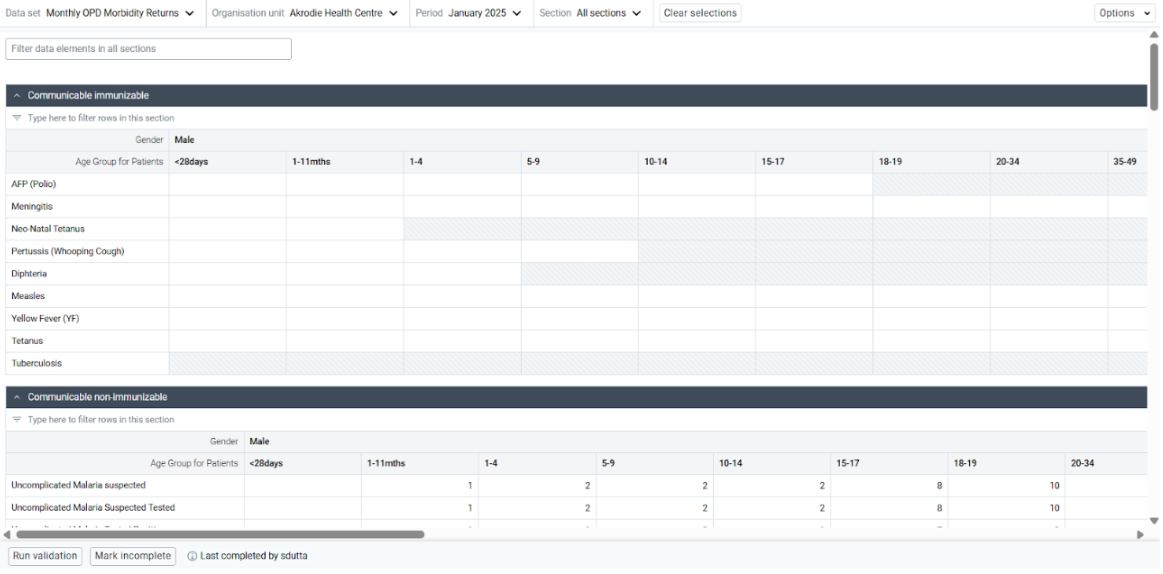 Data set Monthly OPD Morbidity Returns Organisation unit Akrodie Health Centre Period January 2025 Section All sections Clear selections Options
Filter data elements in all sections
Communicable immunizable
Type here to filter rows in this section
Gender Male
Age Group for Patients <28days 1-11mths 1-4 5-9 10-14 15-17 18-19 20-34 35-49
AFP (Polio)
Meningitis
Neo-Natal Tetanus
Pertussis (Whooping Cough)
Diphteria
Measles
Yellow Fever (YF)
Tetanus
Tuberculosis
Communicable non-immunizable
Type here to filter rows in this section
Gender Male
Age Group for Patients <28days 1-11mths 1-4 5-9 10-14 15-17 18-19 20-34
Uncomplicated Malaria suspected 1 2 2 2 8 10
Uncomplicated Malaria Suspected Tested 1 2 2 2 8 10
Run validation Mark incomplete Last completed by sdutta